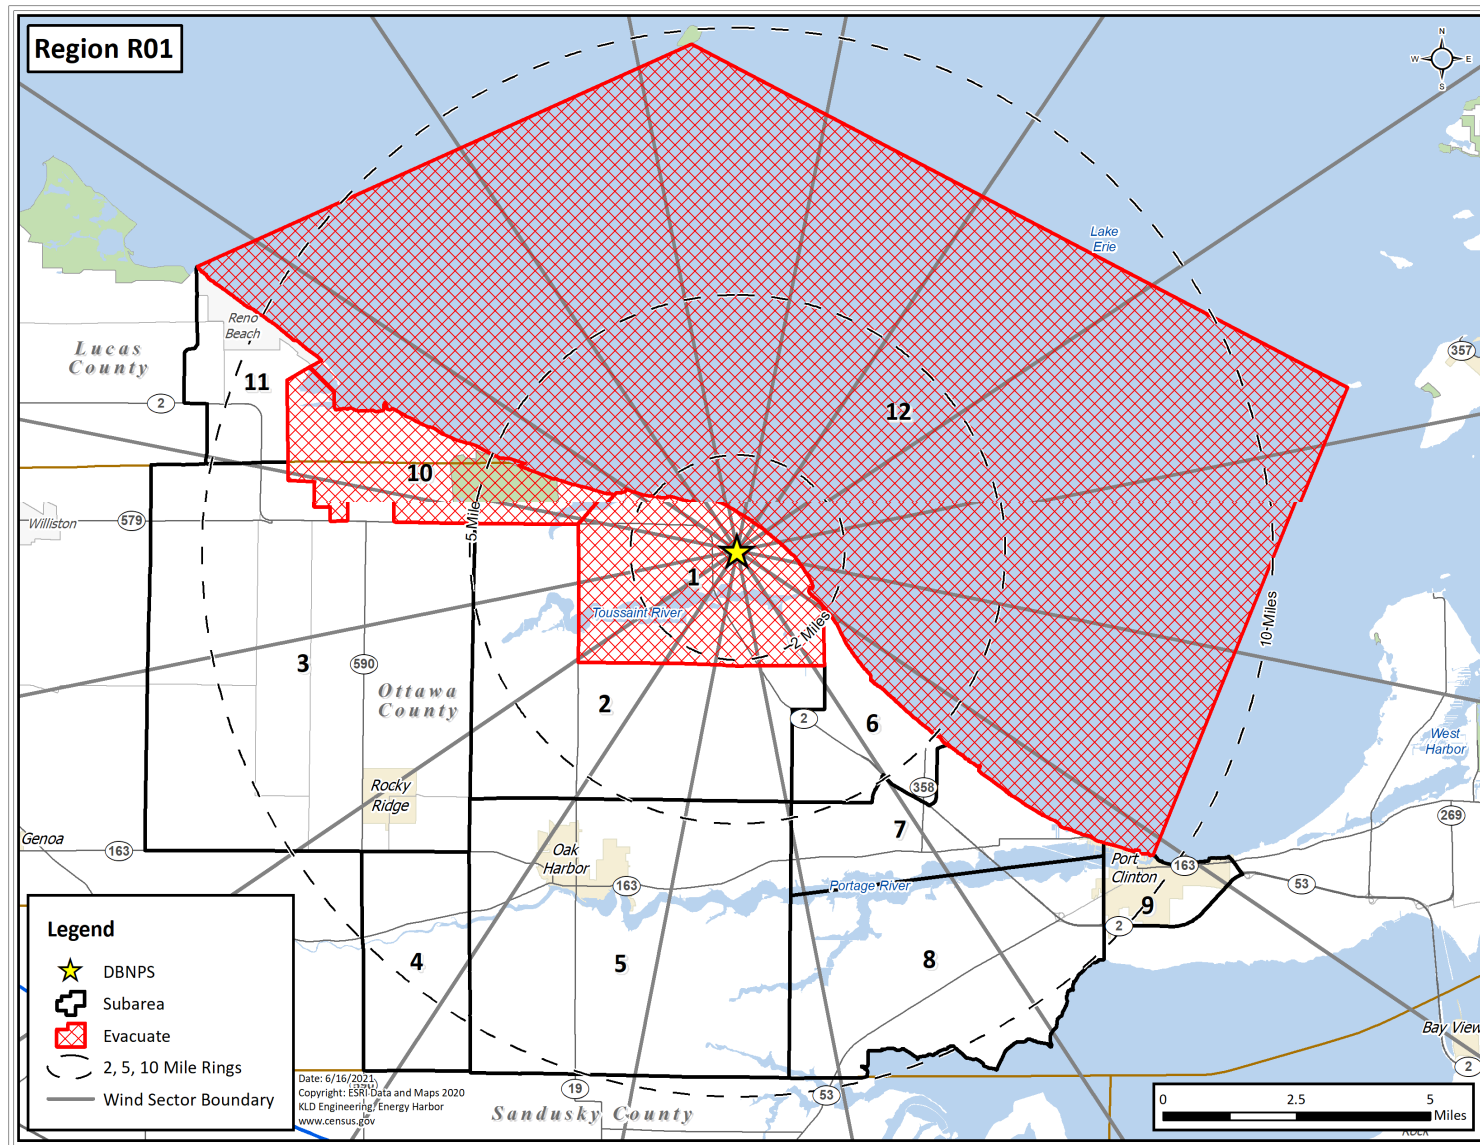 Region R01
N
W E
S
Lake
Erie
Reno
Beach
Lucas
County
357
11
2
12
10
Williston
579
5 Mile
1
Toussaint River
2 Miles
10 Miles
3
590
Ottawa
County
2
2
6
West
Harbor
Rocky
Ridge
358
269
7
Genoa
163
Oak
Harbor
Port
Clinton
163
163
Portage River
53
9
2
4
5
8
Legend
DBNPS
Subarea
Evacuate
2, 5, 10 Mile Rings
Wind Sector Boundary
Bay View
2
Date: 6/16/2021
Copyright: ESRI Data and Maps 2020
KLD Engineering, Energy Harbor
www.census.gov
590
19
53
Sandusky County
0 2.5 5
Miles